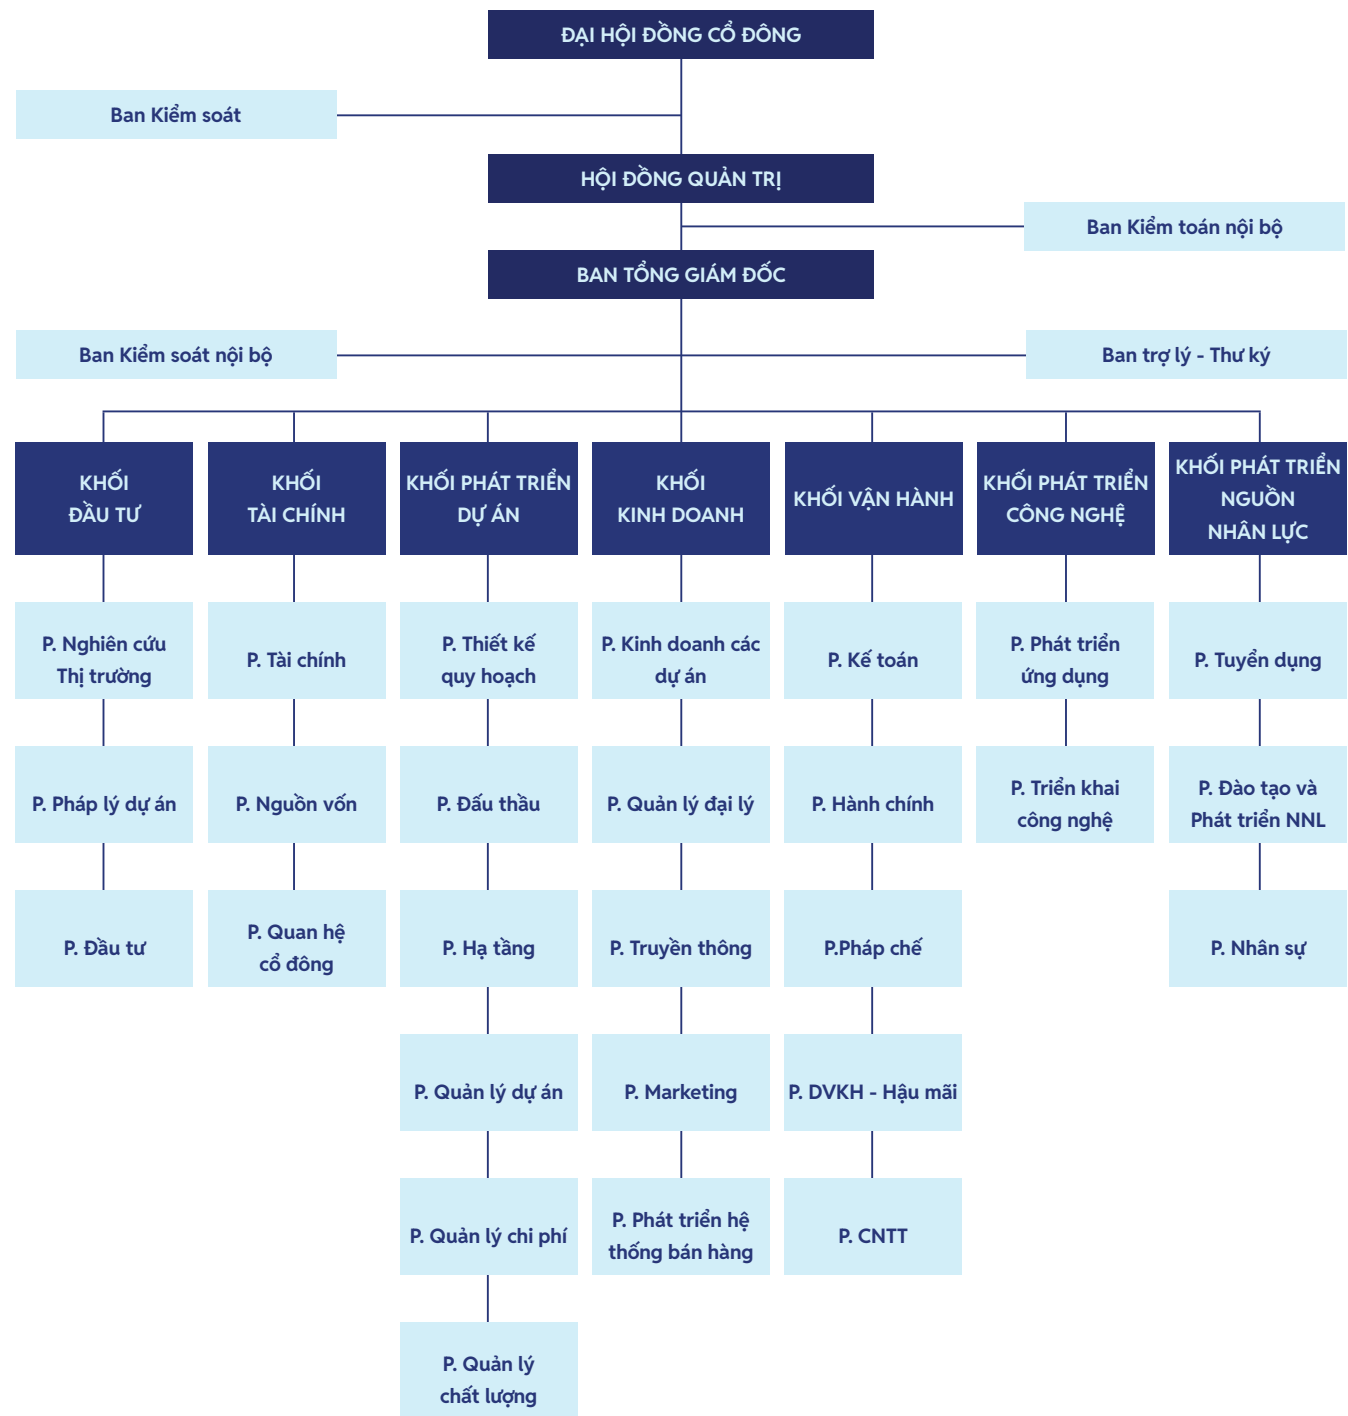 ĐẠI HỘI ĐỒNG CỔ ĐÔNG
Ban Kiểm soát
HỘI ĐỒNG QUẢN TRỊ
Ban Kiểm toán nội bộ
BAN TỔNG GIÁM ĐỐC
Ban Kiểm soát nội bộ
Ban trợ lý - Thư ký
KHỐI
ĐẦU TƯ
KHỐI
TÀI CHÍNH
KHỐI PHÁT TRIỂN
DỰ ÁN
KHỐI
KINH DOANH
KHỐI VẬN HÀNH
KHỐI PHÁT TRIỂN
CÔNG NGHỆ
KHỐI PHÁT TRIỂN
NGUỒN
NHÂN LỰC
P. Nghiên cứu
Thị trường
P. Tài chính
P. Thiết kế
quy hoạch
P. Kinh doanh các
dự án
P. Kế toán
P. Phát triển
ứng dụng
P. Tuyển dụng
P. Pháp lý dự án
P. Nguồn vốn
P. Đấu thầu
P. Quản lý đại lý
P. Hành chính
P. Triển khai
công nghệ
P. Đào tạo và
Phát triển NNL
P. Đầu tư
P. Quan hệ
cổ đông
P. Hạ tầng
P. Truyền thông
P.Pháp chế
P. Nhân sự
P. Quản lý dự án
P. Marketing
P. DVKH - Hậu mãi
P. Quản lý chi phí
P. Phát triển hệ
thống bán hàng
P. CNTT
P. Quản lý
chất lượng